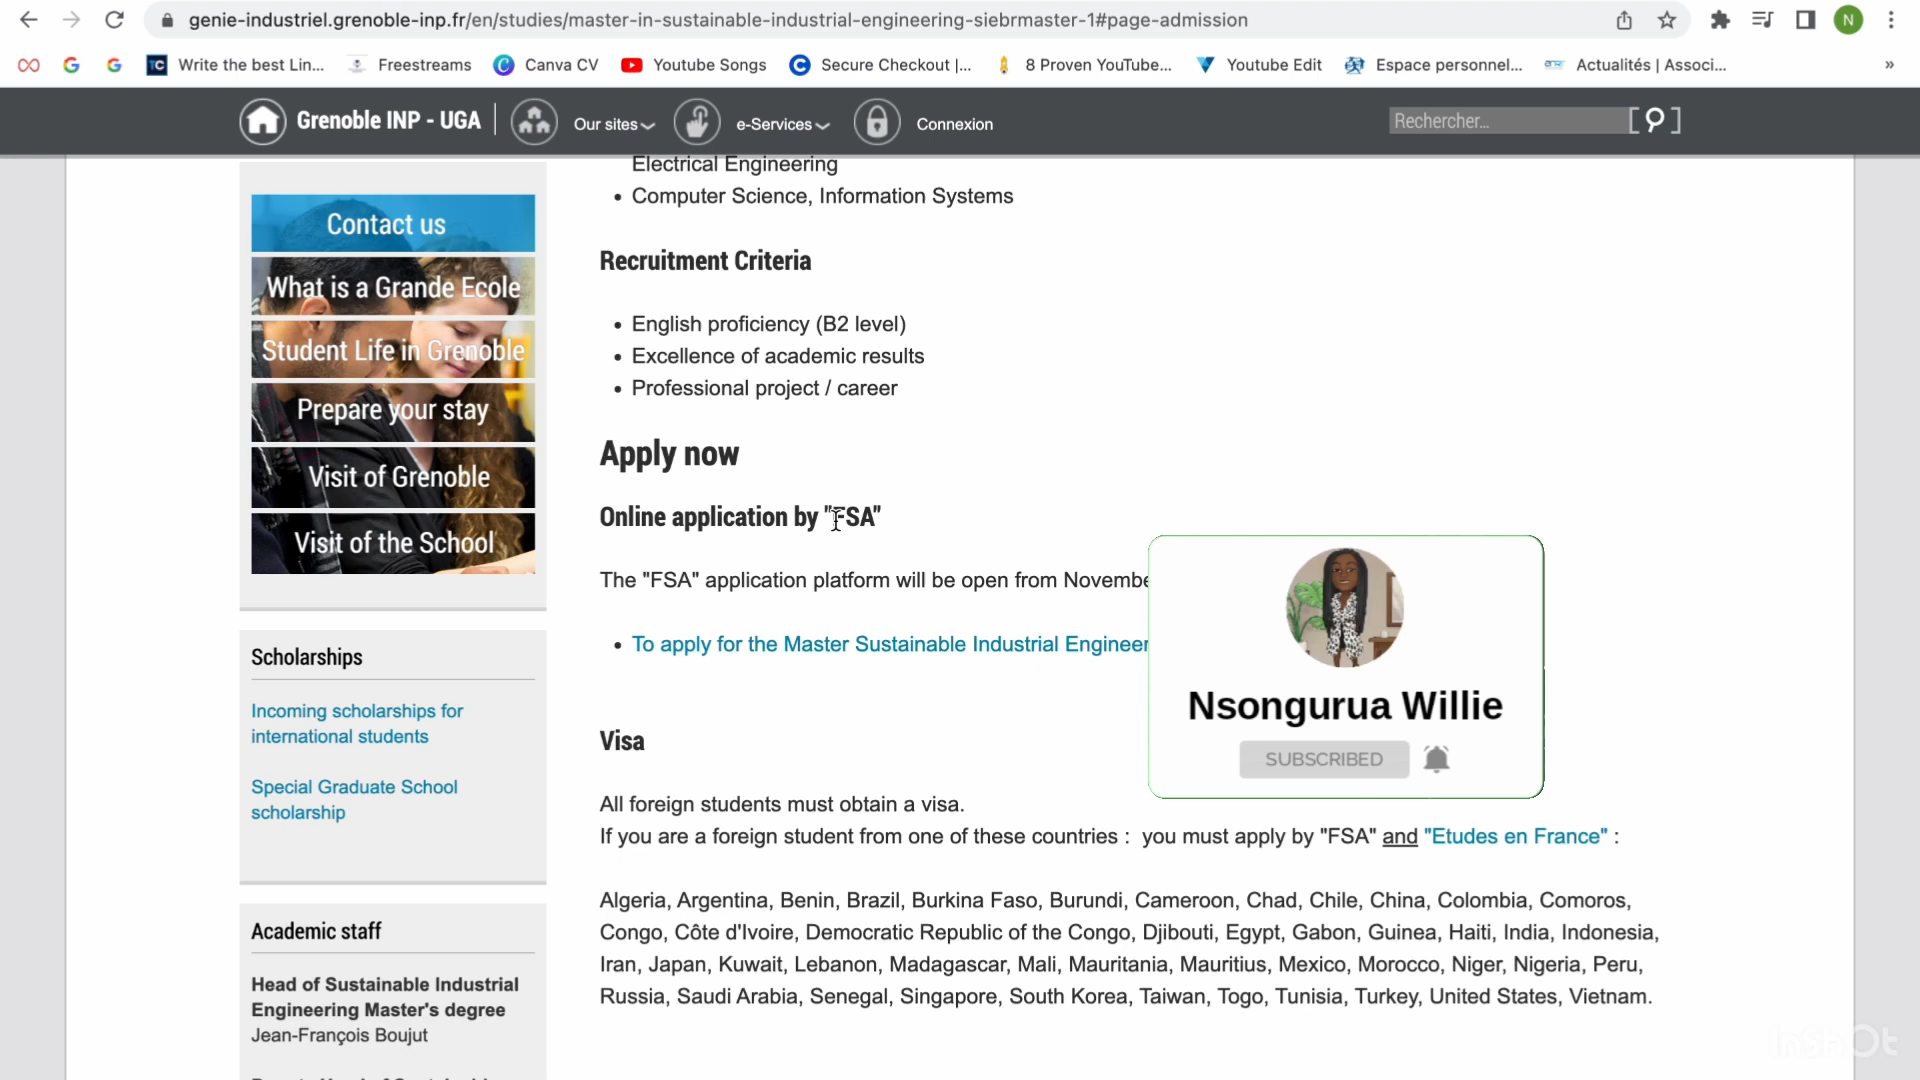 genie-industriel.grenoble-inp.fr/en/studies/master-in-sustainable-industrial-engineering-siebrmaster-1#page-admission
N
TC Write the best Lin... Freestreams Canva CV Youtube Songs Secure Checkout |... 8 Proven YouTube... Youtube Edit Espace personnel... Actualités | Associ... »
Grenoble INP - UGA Our sites e-Services Connexion Rechercher...
Electrical Engineering
• Computer Science, Information Systems
Contact us
What is a Grande Ecole
Student Life in Grenoble
Prepare your stay
Visit of Grenoble
Visit of the School
Recruitment Criteria
• English proficiency (B2 level)
• Excellence of academic results
• Professional project / career
Apply now
Online application by "FSA"
The "FSA" application platform will be open from Novembe
• To apply for the Master Sustainable Industrial Engineer
Nsongurua Willie
SUBSCRIBED
Scholarships
Incoming scholarships for
international students
Special Graduate School
scholarship
Visa
All foreign students must obtain a visa.
If you are a foreign student from one of these countries : you must apply by "FSA" and "Etudes en France" :
Algeria, Argentina, Benin, Brazil, Burkina Faso, Burundi, Cameroon, Chad, Chile, China, Colombia, Comoros,
Congo, Côte d'Ivoire, Democratic Republic of the Congo, Djibouti, Egypt, Gabon, Guinea, Haiti, India, Indonesia,
Iran, Japan, Kuwait, Lebanon, Madagascar, Mali, Mauritania, Mauritius, Mexico, Morocco, Niger, Nigeria, Peru,
Russia, Saudi Arabia, Senegal, Singapore, South Korea, Taiwan, Togo, Tunisia, Turkey, United States, Vietnam.
Academic staff
Head of Sustainable Industrial
Engineering Master's degree
Jean-François Boujut
InShOt